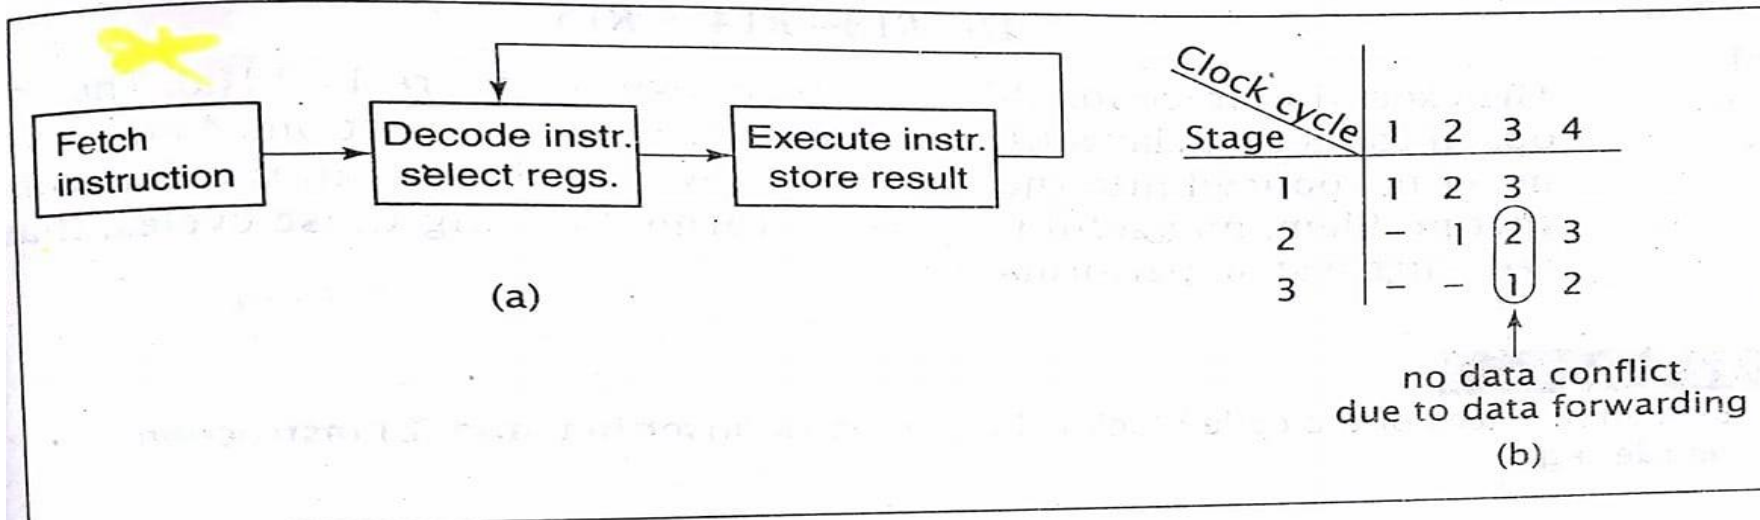 Fetch
instruction
Decode instr.
select regs.
Execute instr.
store result
(a)
Clock cycle
Stage 1 2 3 4
1 1 2 3
2 – 1 2 3
3 – – 1 2
no data conflict
due to data forwarding
(b)